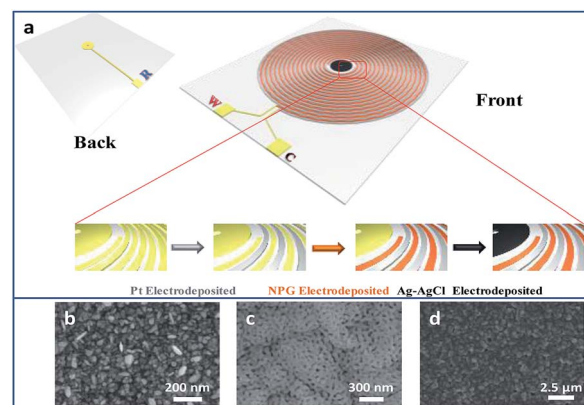 a
R
Back
W
C
Front
Pt Electrodeposited NPG Electrodeposited Ag-AgCl Electrodeposited
b
200 nm
c
300 nm
d
2.5 μm